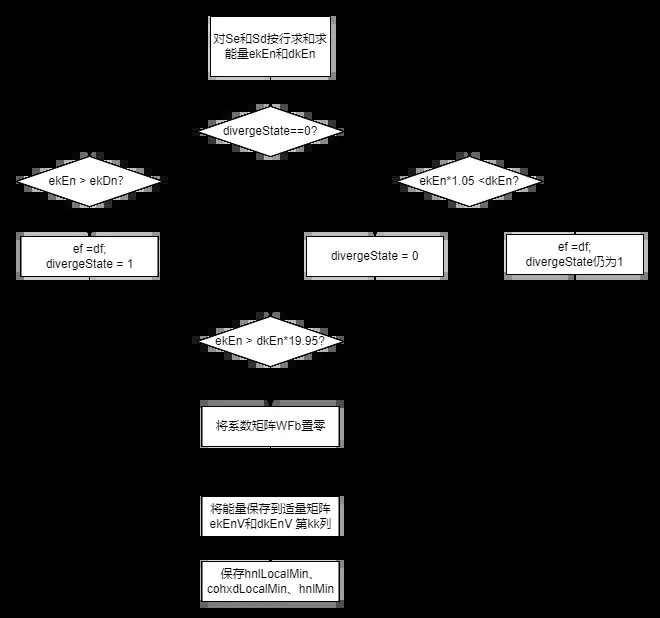 对Se和Sd按行求和求
能量ekEn和dkEn
divergeState==0?
ekEn > ekDn?
ekEn*1.05 <dkEn?
ef =df;
divergeState = 1
divergeState = 0
ef =df;
divergeState仍为1
ekEn > dkEn*19.95?
将系数矩阵WFb置零
将能量保存到适量矩阵
ekEnV和dkEnV 第kk列
保存hnlLocalMin、
cohxdLocalMin、hnlMin